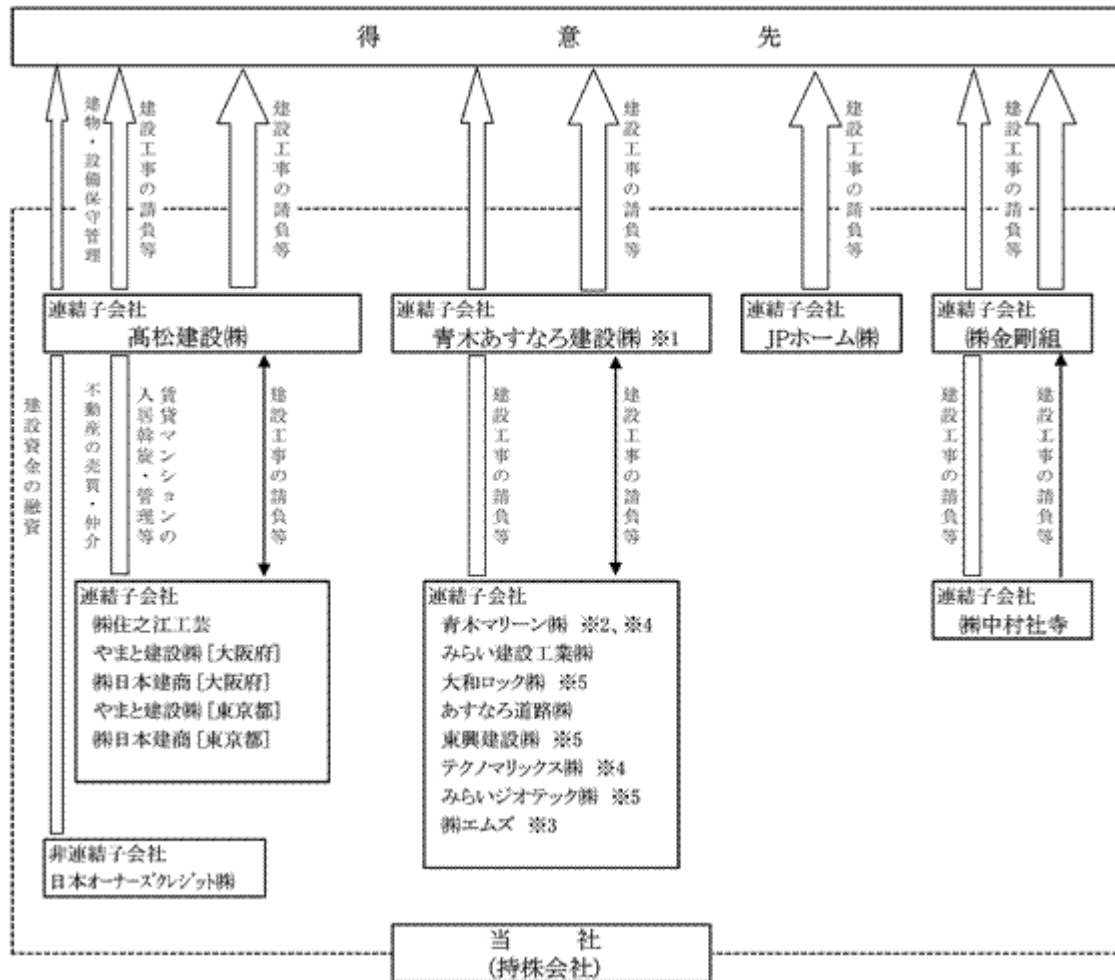 得意先
建物・設備保守管理
建設工事の請負等
建設工事の請負等
建設工事の請負等
建設工事の請負等
建設工事の請負等
建設工事の請負等
連結子会社
髙松建設㈱
連結子会社
青木あすなろ建設㈱ ※1
連結子会社
JPホーム㈱
連結子会社
㈱金剛組
建設資金の融資
不動産の売買・仲介
賃貸マンションの
入居斡旋・管理等
建設工事の請負等
建設工事の請負等
建設工事の請負等
建設工事の請負等
建設工事の請負等
連結子会社
㈱住之江工芸
やまと建設㈱ [大阪府]
㈱日本建商 [大阪府]
やまと建設㈱ [東京都]
㈱日本建商 [東京都]
連結子会社
青木マリーン㈱ ※2、※4
みらい建設工業㈱
大和ロック㈱ ※5
あすなろ道路㈱
東興建設㈱ ※5
テクノマリックス㈱ ※4
みらいジオテック㈱ ※5
㈱エムズ ※3
連結子会社
㈱中村社寺
非連結子会社
日本オーナーズクレジット㈱
当社
(持株会社)